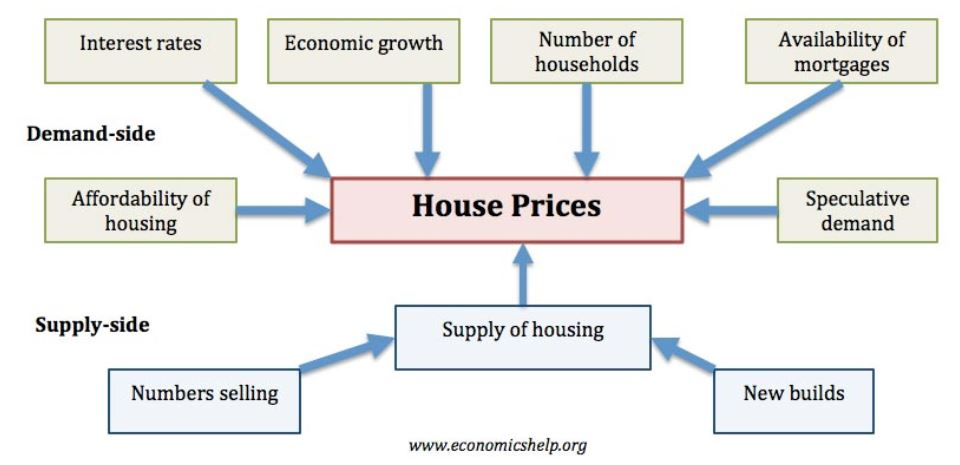 Interest rates
Economic growth
Number of
households
Availability of
mortgages
Demand-side
Affordability of
housing
House Prices
Speculative
demand
Supply-side
Supply of housing
Numbers selling
New builds
www.economicshelp.org